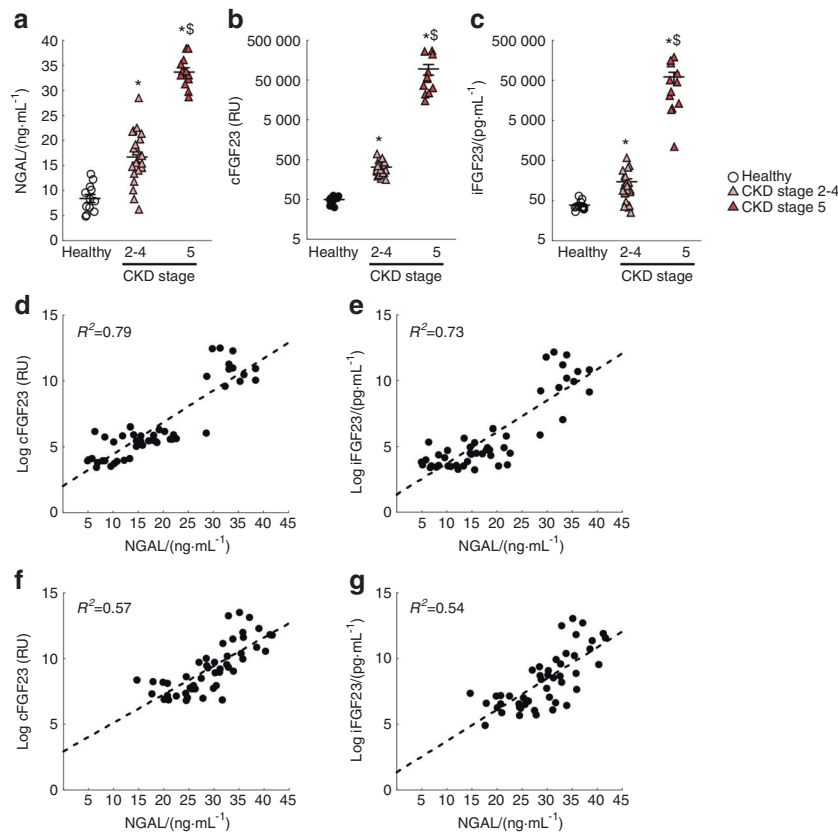 a
NGAL/(ng·mL-1)
40
35
30
25
20
15
10
5
0
*
*$
Healthy
2-4
5
CKD stage
b
cFGF23 (RU)
500 000
50 000
5 000
500
50
5
*
*$
Healthy
2-4
5
CKD stage
c
iFGF23/(pg·mL-1)
500 000
50 000
5 000
500
50
5
*
*$
Healthy
2-4
5
CKD stage
Healthy
CKD stage 2-4
CKD stage 5
d
R2=0.79
Log cFGF23 (RU)
15
10
5
0
5 10 15 20 25 30 35 40 45
NGAL/(ng·mL-1)
e
R2=0.73
Log iFGF23/(pg·mL-1)
15
10
5
0
5 10 15 20 25 30 35 40 45
NGAL/(ng·mL-1)
f
R2=0.57
Log cFGF23 (RU)
15
10
5
0
5 10 15 20 25 30 35 40 45
NGAL/(ng·mL-1)
g
R2=0.54
Log iFGF23/(pg·mL-1)
15
10
5
0
5 10 15 20 25 30 35 40 45
NGAL/(ng·mL-1)